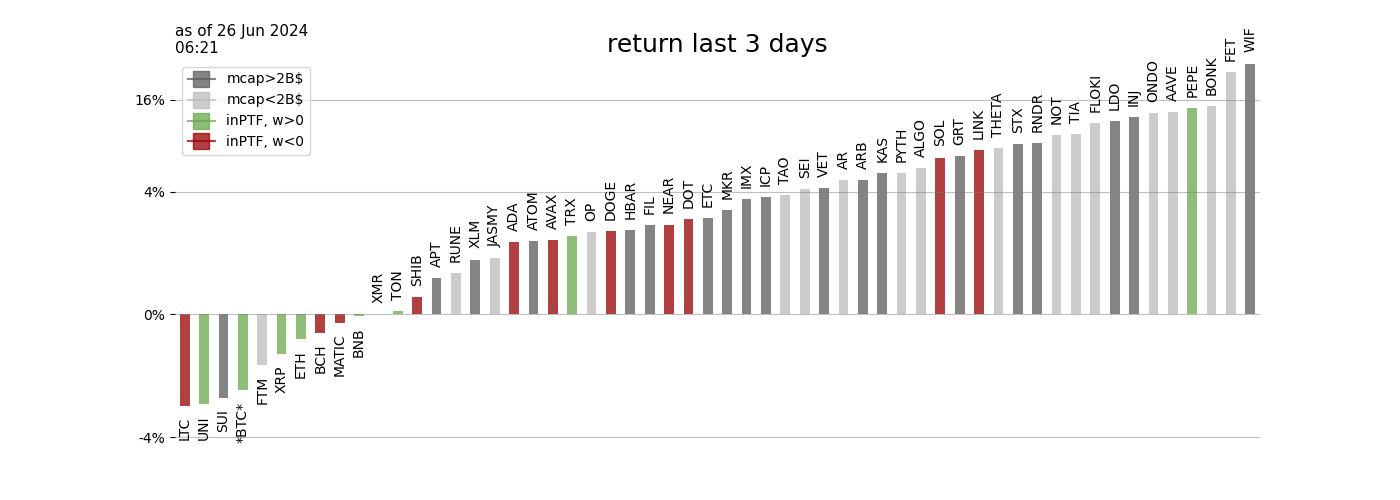 as of 26 Jun 2024
06:21
return last 3 days
mcap>2B$
mcap<2B$
inPTF, w>0
inPTF, w<0
16%
4%
0%
-4%
LTC
UNI
SUI
*BTC*
FTM
XRP
ETH
BCH
MATIC
BNB
XMR
TON
SHIB
APT
RUNE
XLM
JASMY
ADA
ATOM
AVAX
TRX
OP
DOGE
HBAR
FIL
NEAR
DOT
ETC
MKR
IMX
ICP
TAO
SEI
VET
AR
ARB
KAS
PYTH
ALGO
SOL
GRT
LINK
THETA
STX
RNDR
NOT
TIA
FLOKI
LDO
INJ
ONDO
AAVE
PEPE
BONK
FET
WIF